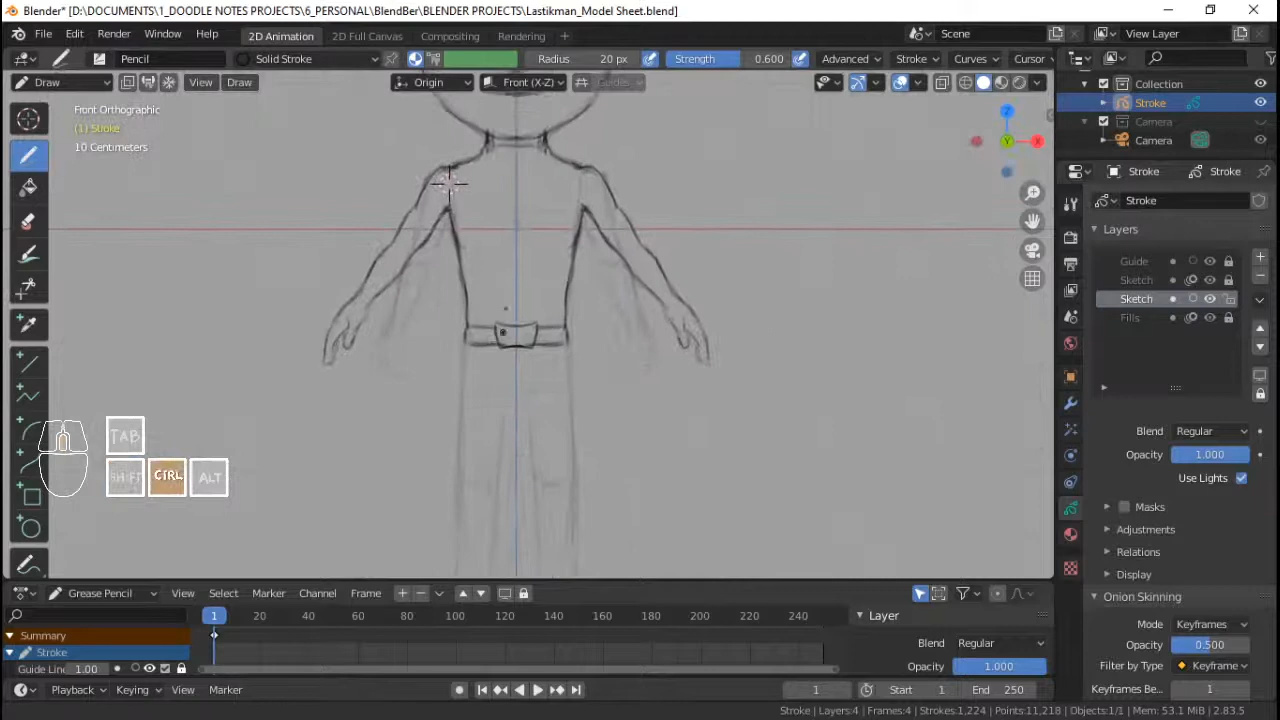 Blender* [D:\DOCUMENTS\1_DOODLE NOTES PROJECTS\6_PERSONAL\BlendBer\BLENDER PROJECTS\Lastikman_Model Sheet.blend]
File Edit Render Window Help 2D Animation 2D Full Canvas Compositing Rendering + Scene View Layer
Pencil Solid Stroke Radius 20 px Strength 0.600 Advanced Stroke Curves Cursor
Draw View Draw Origin Front (X-Z) Guides
Collection
Stroke
Camera
Camera
Front Orthographic
(1) Stroke
10 Centimeters
Z
X
Y
Stroke Stroke
Stroke
Layers
Guide
Sketch
Sketch
Fills
Blend Regular
Opacity 1.000
Use Lights
Masks
Adjustments
Relations
Display
Onion Skinning
Mode Keyframes
Opacity 0.500
Filter by Type Keyframe
Keyframes Be... 1
TAB
SHIFT CTRL ALT
Grease Pencil View Select Marker Channel Frame
1 20 40 60 80 100 120 140 160 180 200 220 240
Summary
Stroke
Guide Line 1.00
Layer
Blend Regular
Opacity 1.000
Playback Keying View Marker 1 Start 1 End 250
Stroke | Layers:4 | Frames:4 | Strokes:1,224 | Points:11,218 | Objects:1/1 | Mem: 53.1 MiB | 2.83.5